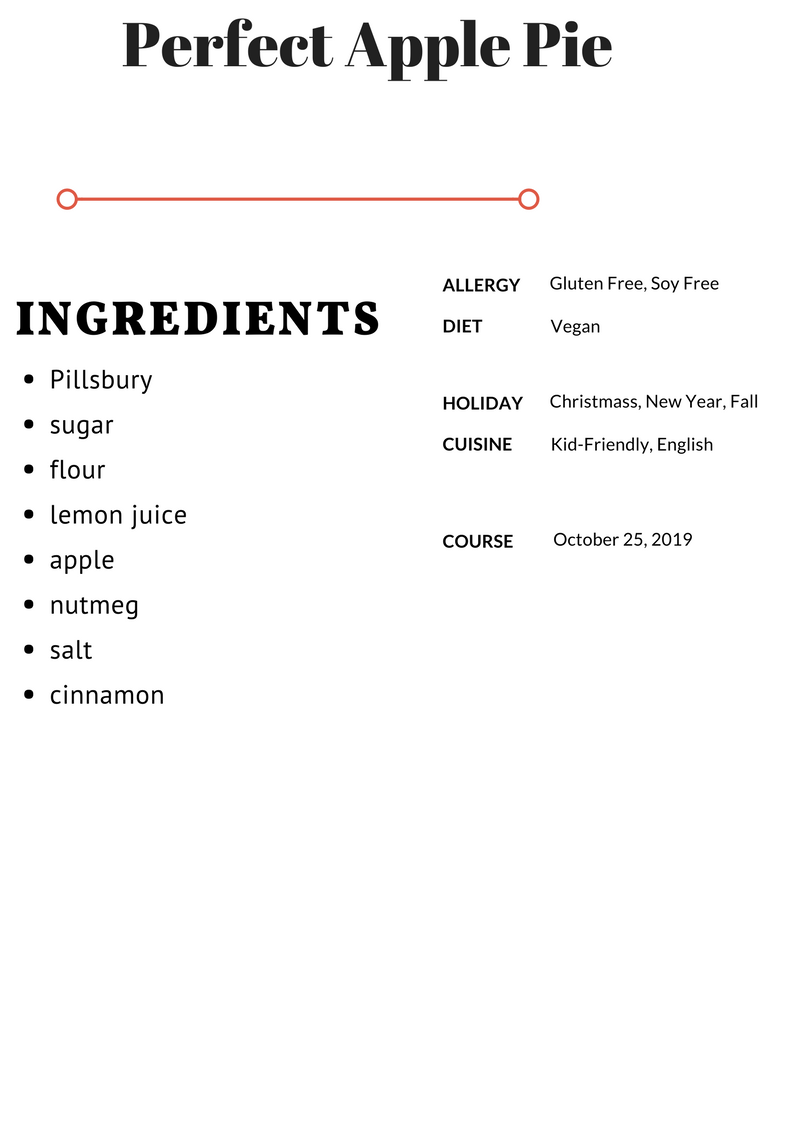 Perfect Apple Pie
INGREDIENTS
• Pillsbury
• sugar
• flour
• lemon juice
• apple
• nutmeg
• salt
• cinnamon
ALLERGY Gluten Free, Soy Free
DIET Vegan
HOLIDAY Christmass, New Year, Fall
CUISINE Kid-Friendly, English
COURSE October 25, 2019